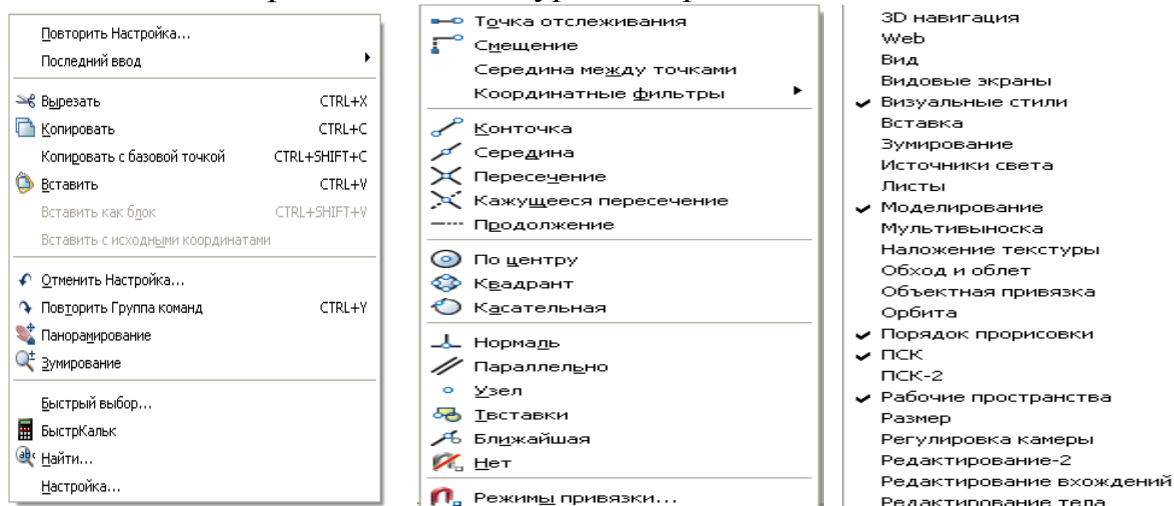 Повторить Настройка...
Последний ввод
Вырезать CTRL+X
Копировать CTRL+C
Копировать с базовой точкой CTRL+SHIFT+C
Вставить CTRL+V
Вставить как блок CTRL+SHIFT+V
Вставить с исходными координатами
Отменить Настройка...
Повторить Группа команд CTRL+Y
Панорамирование
Зумирование
Быстрый выбор...
БыстрКальк
Найти...
Настройка...
Точка отслеживания
Смещение
Середина между точками
Координатные фильтры
Конточка
Середина
Пересечение
Кажущееся пересечение
Продолжение
По центру
Квадрант
Касательная
Нормаль
Параллельно
Узел
Твставки
Ближайшая
Нет
Режимы привязки...
3D навигация
Web
Вид
Видовые экраны
Визуальные стили
Вставка
Зумирование
Источники света
Листы
Моделирование
Мультивыноска
Наложение текстуры
Обход и облет
Объектная привязка
Орбита
Порядок прорисовки
ПСК
ПСК-2
Рабочие пространства
Размер
Регулировка камеры
Редактирование-2
Редактирование вхождений
Редактирование тела